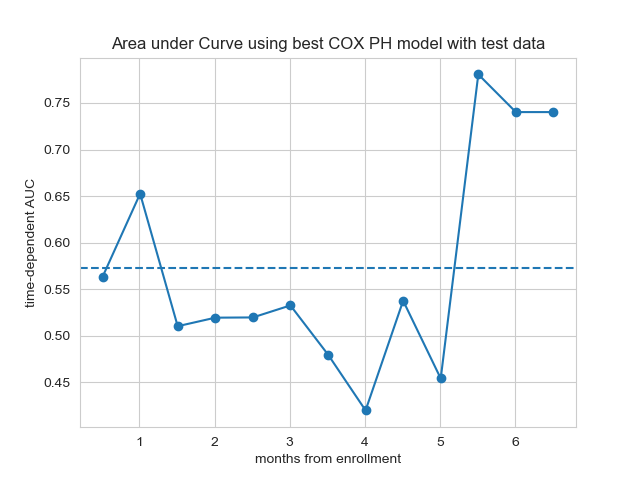 Area under Curve using best COX PH model with test data
time-dependent AUC
0.75
0.70
0.65
0.60
0.55
0.50
0.45
1 2 3 4 5 6
months from enrollment